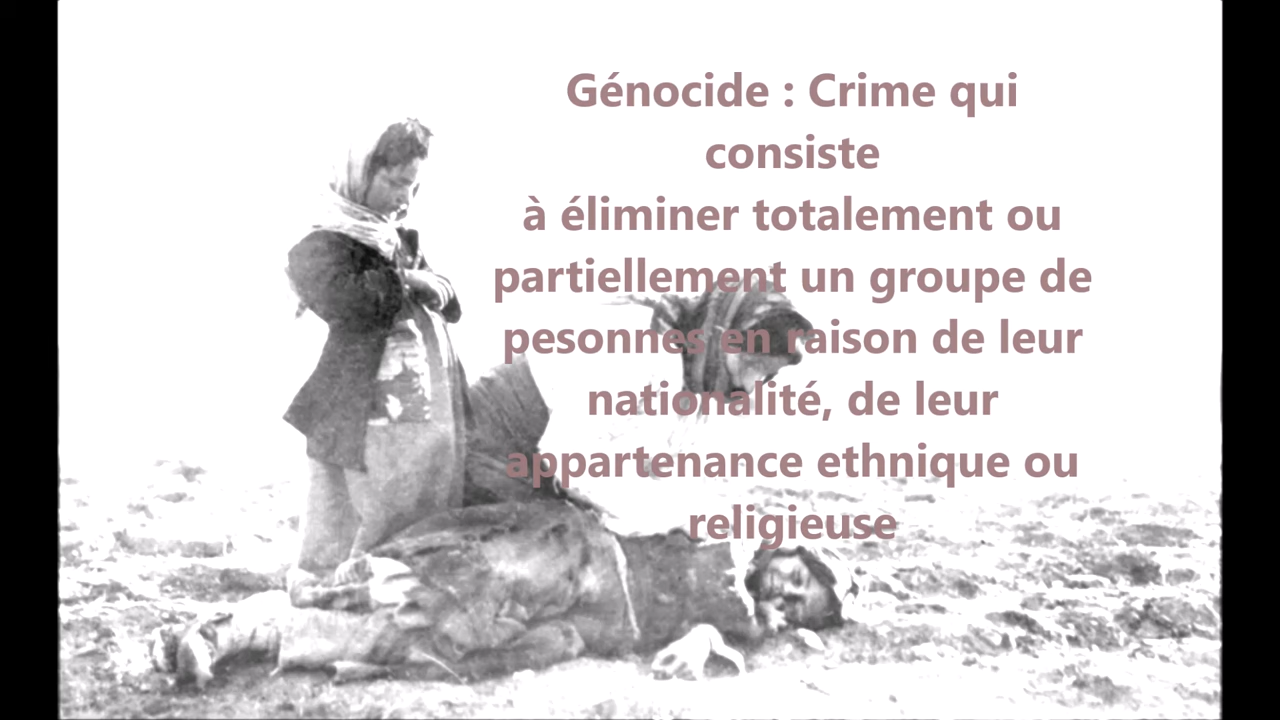 Génocide : Crime qui
consiste
à éliminer totalement ou
partiellement un groupe de
pesonnes en raison de leur
nationalité, de leur
appartenance ethnique ou
religieuse